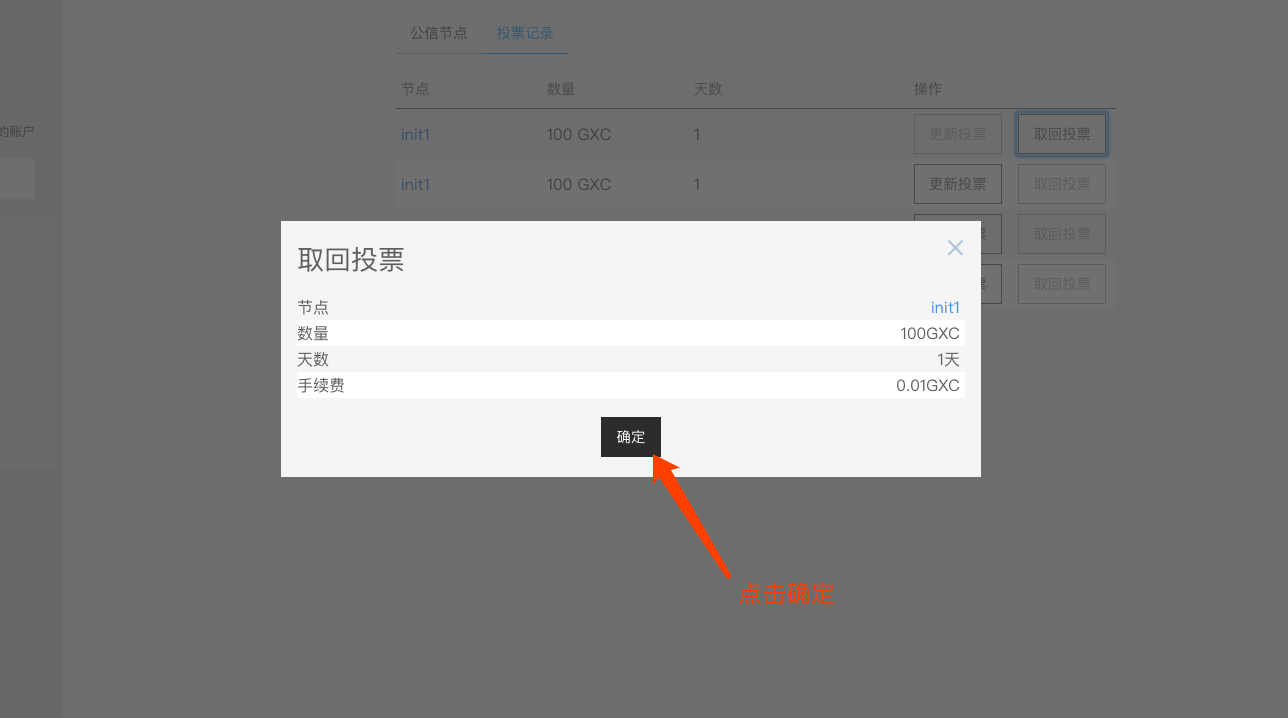 公信节点 投票记录
节点 数量 天数 操作
的账户
init1 100 GXC 1 更新投票 取回投票
init1 100 GXC 1 更新投票 取回投票
票 取回投票
票 取回投票
取回投票
节点 init1
数量 100GXC
天数 1天
手续费 0.01GXC
确定
点击确定